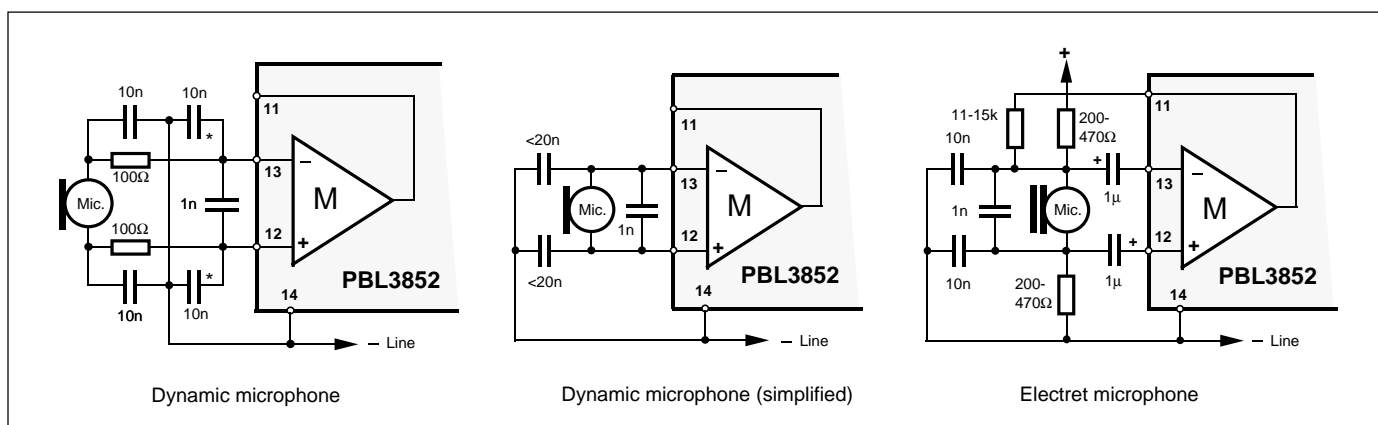 10n 10n
*
11
100Ω
13
−
M
Mic.
1n
100Ω
12
+
PBL3852
*
10n 10n
14
− Line
Dynamic microphone
11
<20n
13
−
M
Mic.
1n
12
+
<20n
PBL3852
14
− Line
Dynamic microphone (simplified)
+
11
11-15k
200-
470Ω
10n
+
13
−
1µ
M
1n
Mic.
12
+
+
10n
1µ
PBL3852
200-
470Ω
14
− Line
Electret microphone